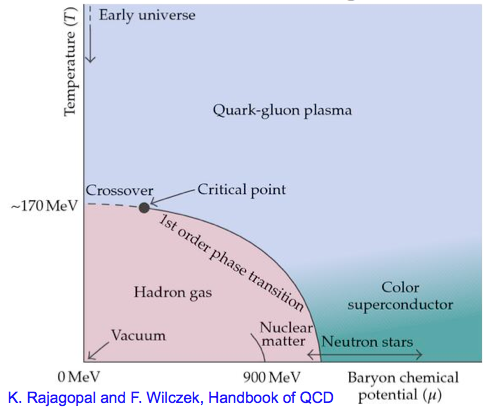 Temperature (T)
Early universe
Quark-gluon plasma
Crossover
Critical point
~170 MeV
1st order phase transition
Hadron gas
Color
superconductor
Vacuum
Nuclear
matter
Neutron stars
0 MeV
900 MeV
Baryon chemical
potential (μ)
K. Rajagopal and F. Wilczek, Handbook of QCD